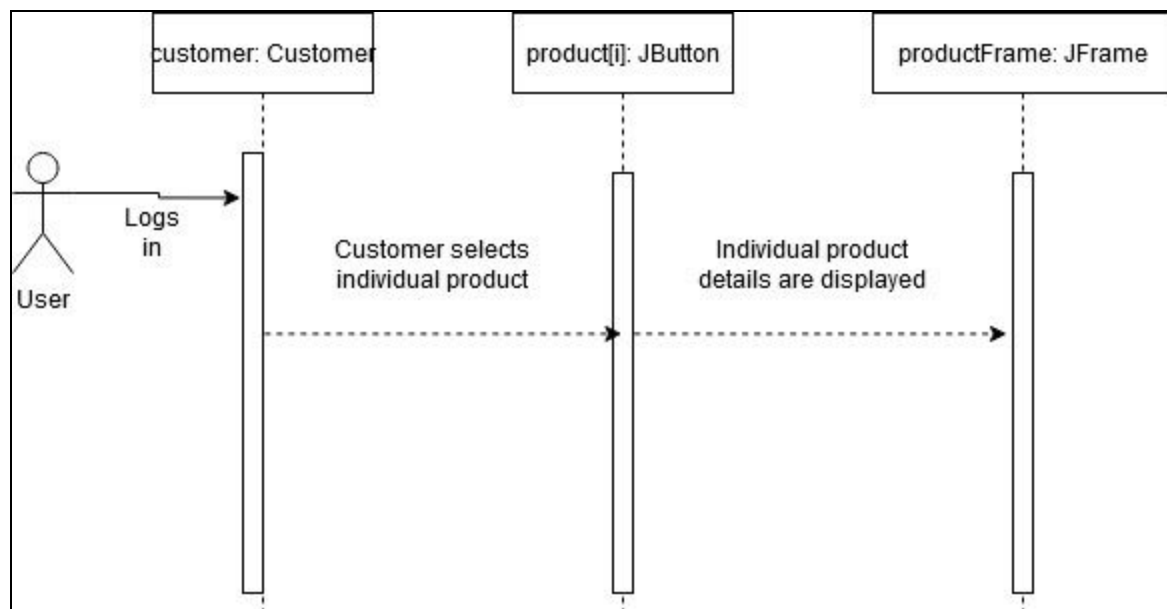 customer: Customer
product[i]: JButton
productFrame: JFrame
Logs
in
User
Customer selects
individual product
Individual product
details are displayed